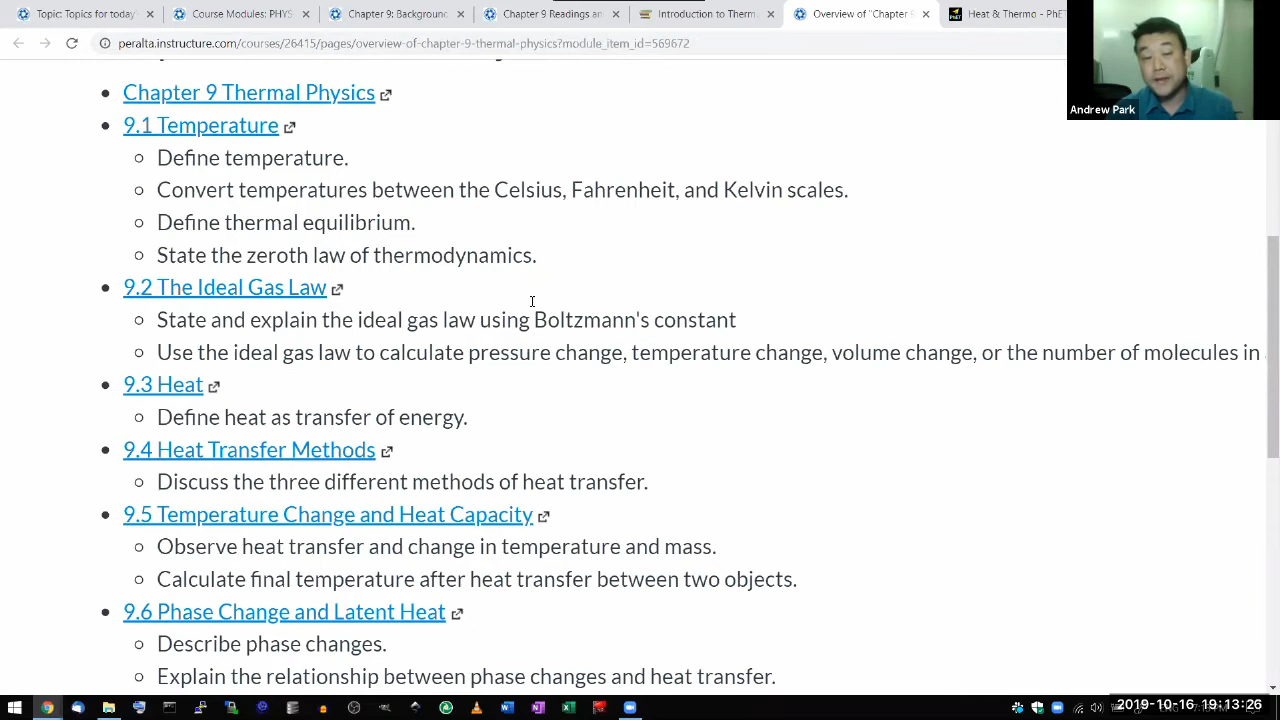 Topic: Topics for today'
Course Modules: PHYS
Chapter 9: Background
Chapter 9 Readings an
Introduction to Therm
Overview of "Chapter 9
Heat & Thermo - PhET
peralta.instructure.com/courses/26415/pages/overview-of-chapter-9-thermal-physics?module_item_id=569672
Andrew Park
• Chapter 9 Thermal Physics
• 9.1 Temperature
◦ Define temperature.
◦ Convert temperatures between the Celsius, Fahrenheit, and Kelvin scales.
◦ Define thermal equilibrium.
◦ State the zeroth law of thermodynamics.
• 9.2 The Ideal Gas Law
◦ State and explain the ideal gas law using Boltzmann's constant
◦ Use the ideal gas law to calculate pressure change, temperature change, volume change, or the number of molecules in
• 9.3 Heat
◦ Define heat as transfer of energy.
• 9.4 Heat Transfer Methods
◦ Discuss the three different methods of heat transfer.
• 9.5 Temperature Change and Heat Capacity
◦ Observe heat transfer and change in temperature and mass.
◦ Calculate final temperature after heat transfer between two objects.
• 9.6 Phase Change and Latent Heat
◦ Describe phase changes.
◦ Explain the relationship between phase changes and heat transfer.
2019-10-16 19:13:26